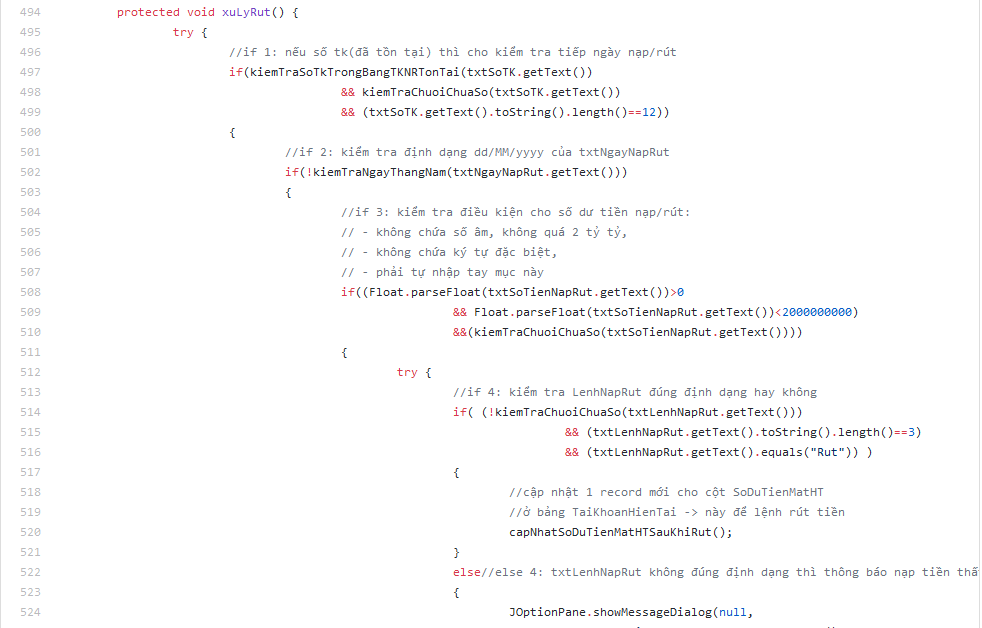 494 protected void xuLyRut() {
495 try {
496 //if 1: nếu số tk(đã tồn tại) thì cho kiểm tra tiếp ngày nạp/rút
497 if(kiemTraSoTkTrongBangTKNRTonTai(txtSoTK.getText())
498 && kiemTraChuoiChuaSo(txtSoTK.getText())
499 && (txtSoTK.getText().toString().length()==12))
500 {
501 //if 2: kiểm tra định dạng dd/MM/yyyy của txtNgayNapRut
502 if(!kiemTraNgayThangNam(txtNgayNapRut.getText()))
503 {
504 //if 3: kiểm tra điều kiện cho số dư tiền nạp/rút:
505 // - không chứa số âm, không quá 2 tỷ tỷ,
506 // - không chứa ký tự đặc biệt,
507 // - phải tự nhập tay mục này
508 if((Float.parseFloat(txtSoTienNapRut.getText())>0
509 && Float.parseFloat(txtSoTienNapRut.getText())<2000000000)
510 &&(kiemTraChuoiChuaSo(txtSoTienNapRut.getText())))
511 {
512 try {
513 //if 4: kiểm tra LenhNapRut đúng định dạng hay không
514 if( (!kiemTraChuoiChuaSo(txtLenhNapRut.getText()))
515 && (txtLenhNapRut.getText().toString().length()==3)
516 && (txtLenhNapRut.getText().equals("Rut")) )
517 {
518 //cập nhật 1 record mới cho cột SoDuTienMatHT
519 //ở bảng TaiKhoanHienTai -> này để lệnh rút tiền
520 capNhatSoDuTienMatHTSauKhiRut();
521 }
522 else//else 4: txtLenhNapRut không đúng định dạng thì thông báo nạp tiền thấ
523 {
524 JOptionPane.showMessageDialog(null,